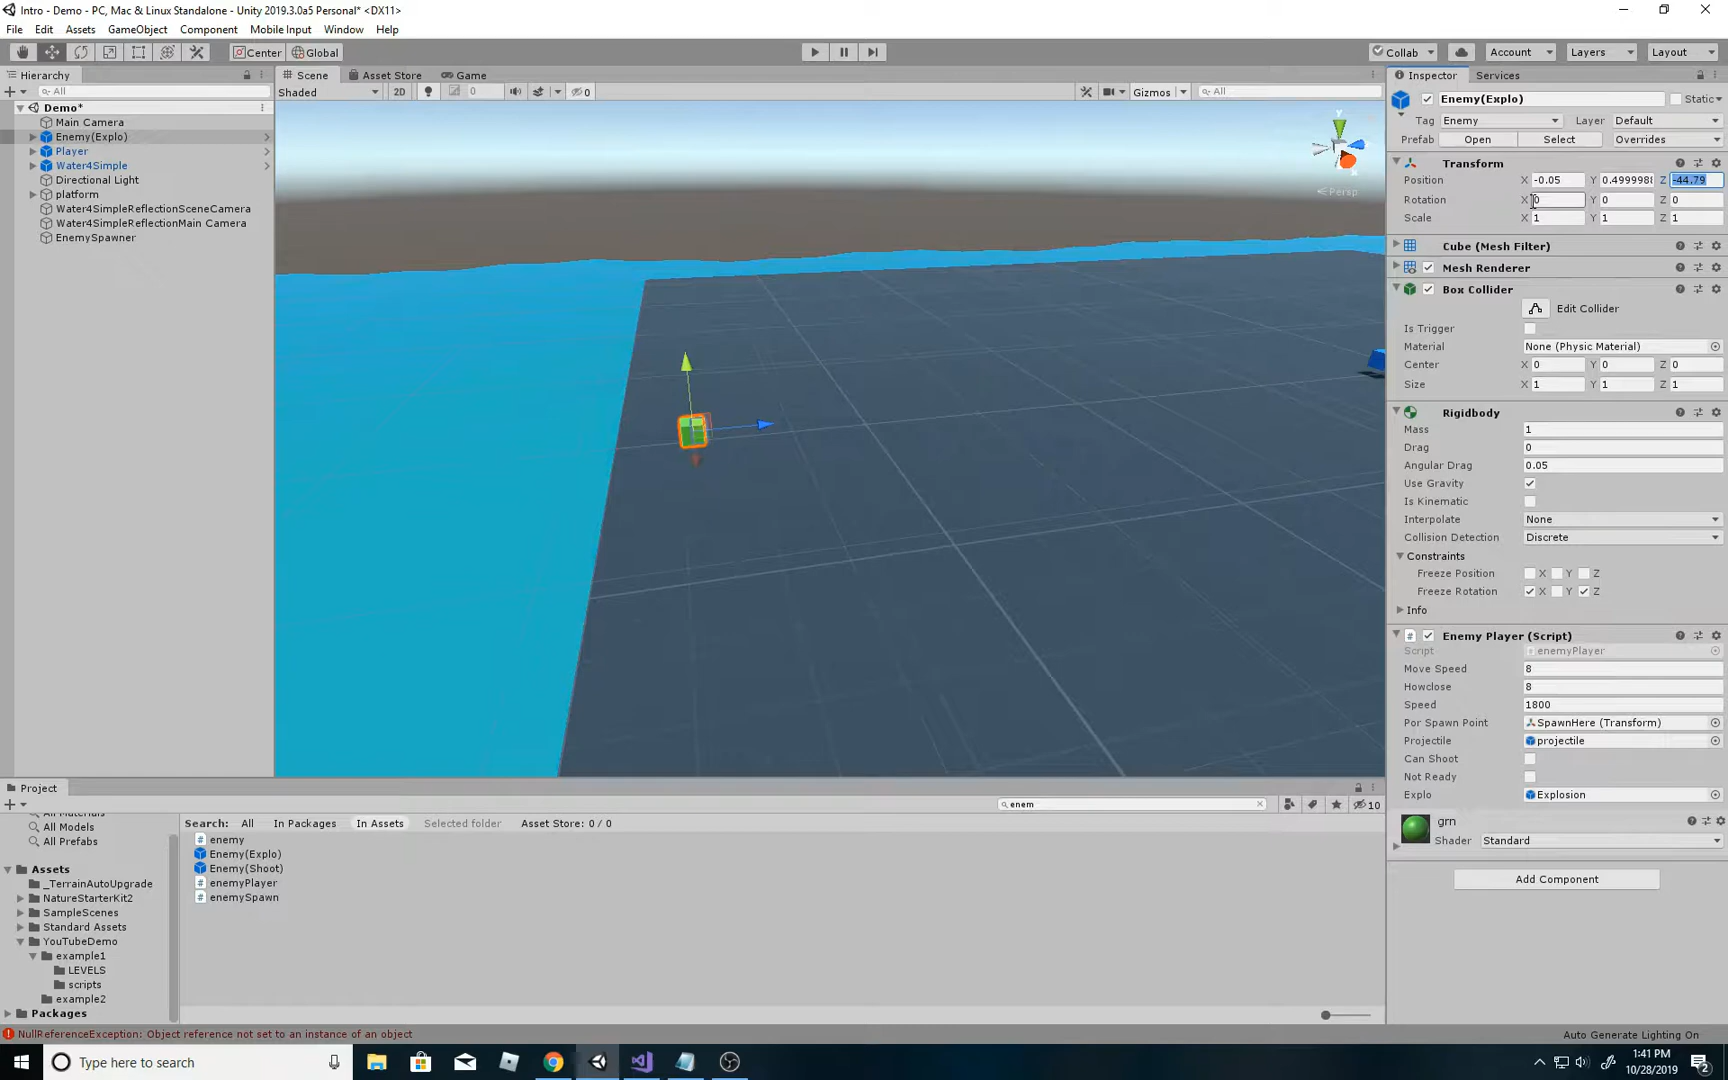 Intro - Demo - PC, Mac & Linux Standalone - Unity 2019.3.0a5 Personal* <DX11>
File Edit Assets GameObject Component Mobile Input Window Help
Center Global Collab Account Layers Layout
Hierarchy
All
Demo*
Main Camera
Enemy(Explo)
Player
Water4Simple
Directional Light
platform
Water4SimpleReflectionSceneCamera
Water4SimpleReflectionMain Camera
EnemySpawner
Scene Asset Store Game
Shaded 2D 0 0 Gizmos All
y
Persp
Inspector Services
Enemy(Explo) Static
Tag Enemy Layer Default
Prefab Open Select Overrides
Transform
Position X -0.05 Y 0.499998 Z -44.79
Rotation X 0 Y 0 Z 0
Scale X 1 Y 1 Z 1
Cube (Mesh Filter)
Mesh Renderer
Box Collider
Edit Collider
Is Trigger
Material None (Physic Material)
Center X 0 Y 0 Z 0
Size X 1 Y 1 Z 1
Rigidbody
Mass 1
Drag 0
Angular Drag 0.05
Use Gravity
Is Kinematic
Interpolate None
Collision Detection Discrete
Constraints
Freeze Position X Y Z
Freeze Rotation X Y Z
Info
Enemy Player (Script)
Script enemyPlayer
Move Speed 8
Howclose 8
Speed 1800
Por Spawn Point SpawnHere (Transform)
Projectile projectile
Can Shoot
Not Ready
Explo Explosion
grn
Shader Standard
Add Component
Project
enem
10
All Materials
All Models
All Prefabs
Assets
_TerrainAutoUpgrade
NatureStarterKit2
SampleScenes
Standard Assets
YouTubeDemo
example1
LEVELS
scripts
example2
Packages
Search: All In Packages In Assets Selected folder Asset Store: 0 / 0
enemy
Enemy(Explo)
Enemy(Shoot)
enemyPlayer
enemySpawn
NullReferenceException: Object reference not set to an instance of an object
Auto Generate Lighting On
Type here to search
1:41 PM
10/28/2019
2